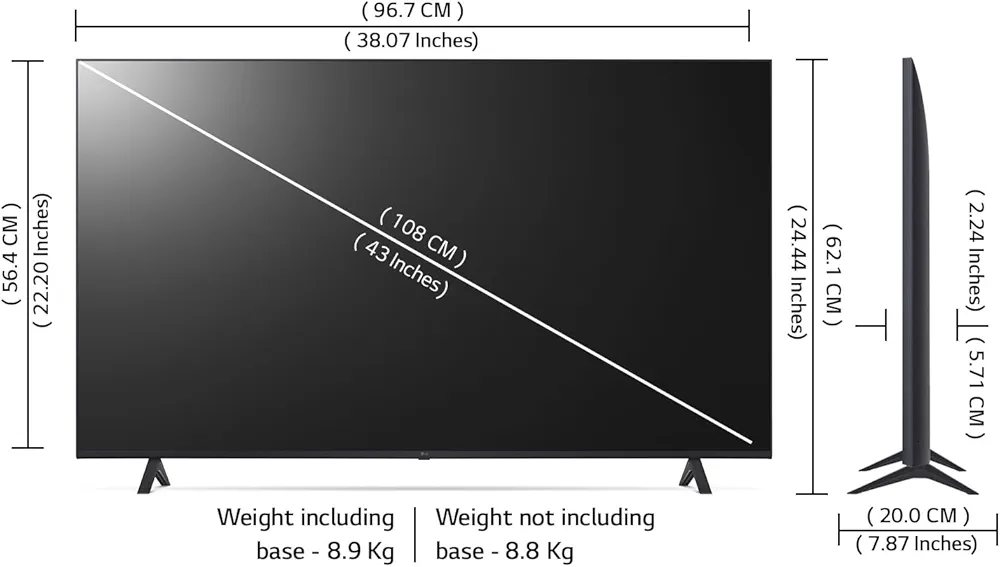 ( 96.7 CM )
( 38.07 Inches)
( 56.4 CM )
( 22.20 Inches)
( 108 CM )
( 43 Inches)
( 24.44 Inches)
( 62.1 CM )
( 2.24 Inches)
( 5.71 CM )
LG
Weight including
base - 8.9 Kg
Weight not including
base - 8.8 Kg
( 20.0 CM )
( 7.87 Inches)